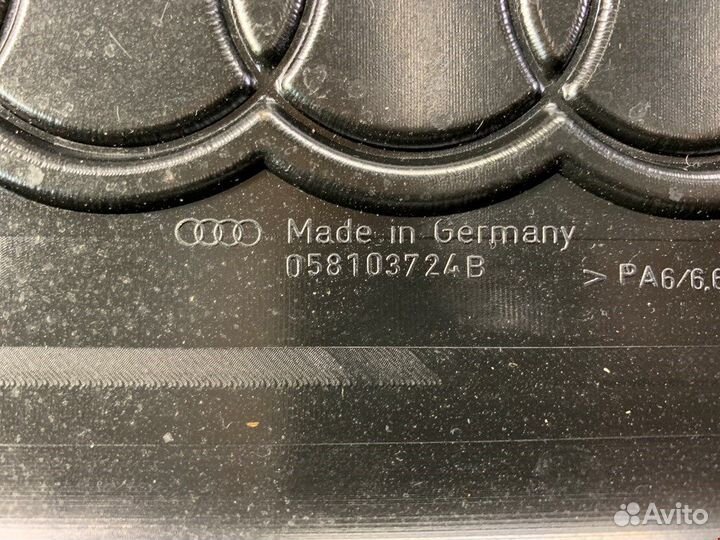 Made in Germany
058103724B
> PA6/6.6
Avito